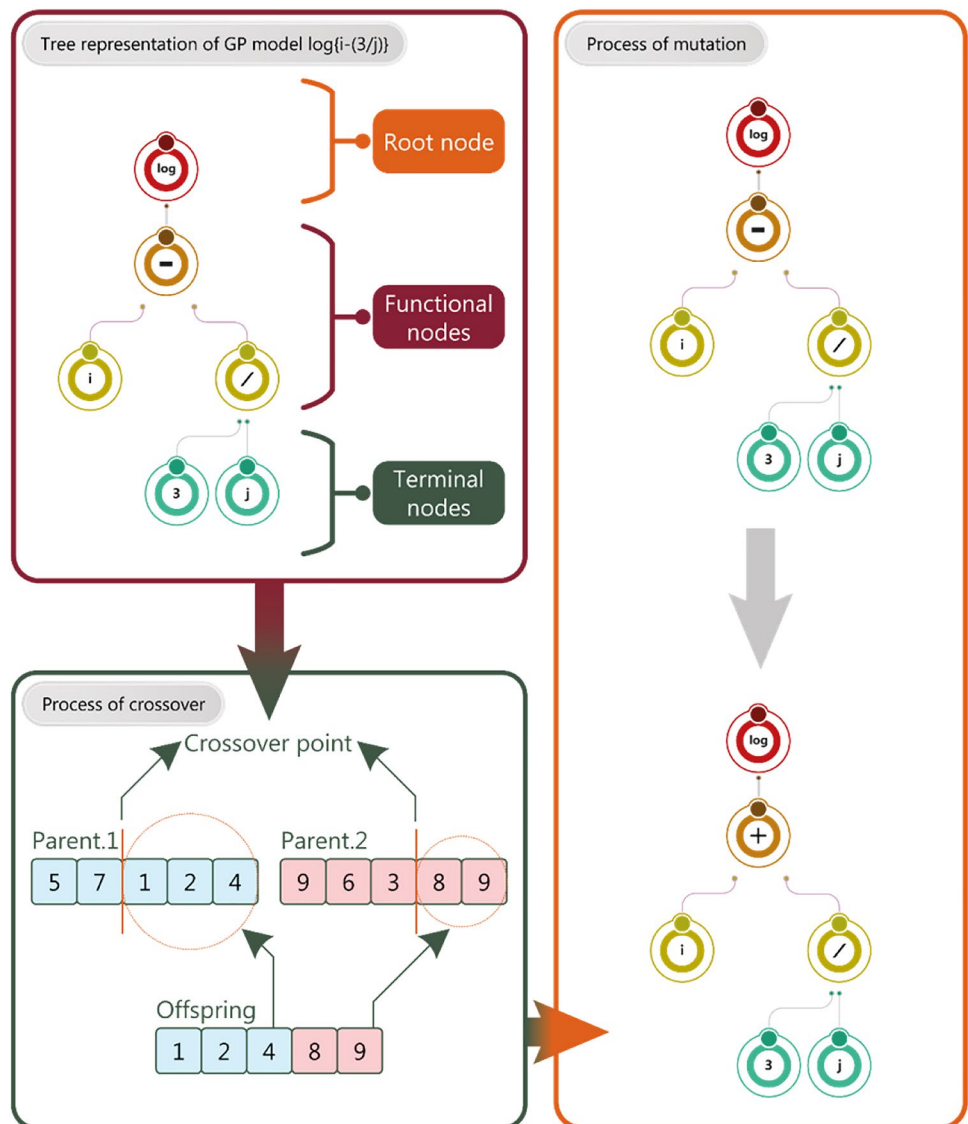 Tree representation of GP model log{i-(3/j)}
log
Root node
-
Functional
nodes
i
/
Terminal
nodes
3
j
Process of crossover
Crossover point
Parent.1
5 7 1 2 4
Parent.2
9 6 3 8 9
Offspring
1 2 4 8 9
Process of mutation
log
-
i
/
3
j
log
+
i
/
3
j